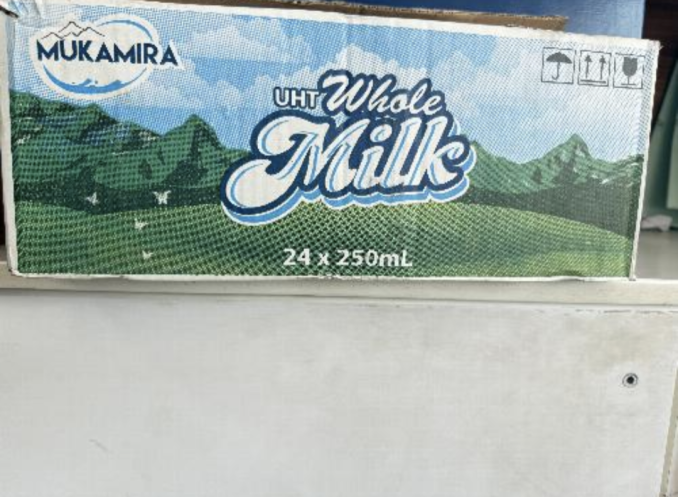 MUKAMIRA
UHT Whole
Milk
24 x 250mL